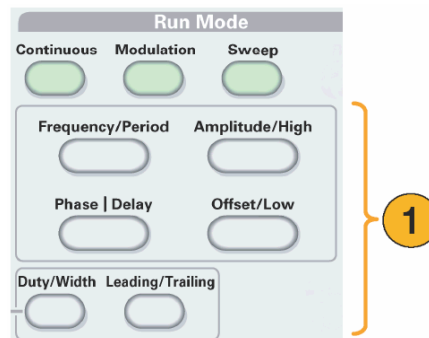 Run Mode
Continuous Modulation Sweep
Frequency/Period Amplitude/High
Phase | Delay Offset/Low
Duty/Width Leading/Trailing
1